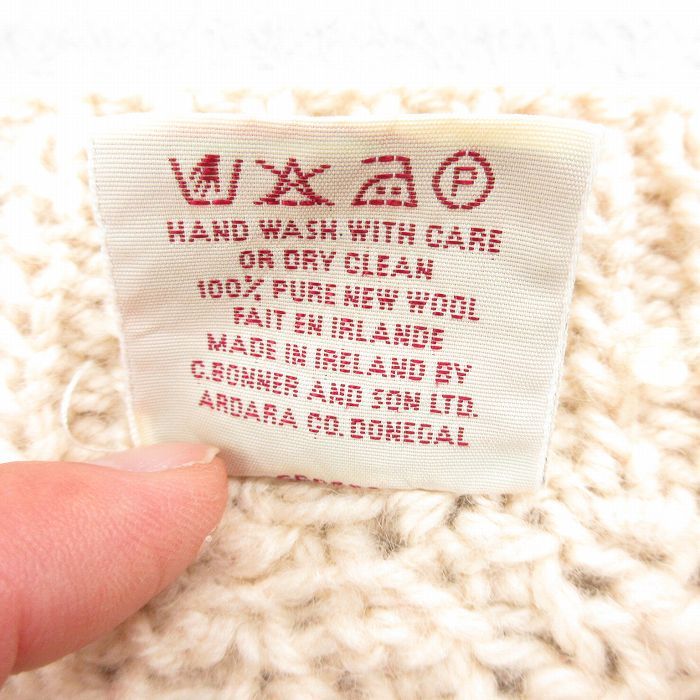 P
HAND WASH WITH CARE
OR DRY CLEAN
100% PURE NEW WOOL
FAIT EN IRLANDE
MADE IN IRELAND BY
C.BONNER AND SON LTD.
ARDARA CO. DONEGAL